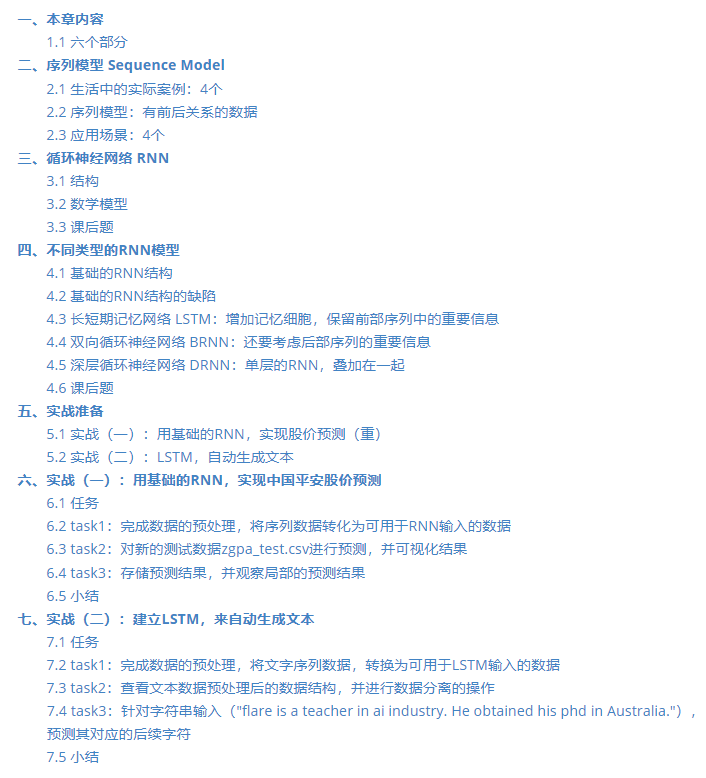 一、本章内容
1.1 六个部分
二、序列模型 Sequence Model
2.1 生活中的实际案例：4个
2.2 序列模型：有前后关系的数据
2.3 应用场景：4个
三、循环神经网络 RNN
3.1 结构
3.2 数学模型
3.3 课后题
四、不同类型的RNN模型
4.1 基础的RNN结构
4.2 基础的RNN结构的缺陷
4.3 长短期记忆网络 LSTM：增加记忆细胞，保留前部序列中的重要信息
4.4 双向循环神经网络 BRNN：还要考虑后部序列的重要信息
4.5 深层循环神经网络 DRNN：单层的RNN，叠加在一起
4.6 课后题
五、实战准备
5.1 实战（一）：用基础的RNN，实现股价预测（重）
5.2 实战（二）：LSTM，自动生成文本
六、实战（一）：用基础的RNN，实现中国平安股价预测
6.1 任务
6.2 task1：完成数据的预处理，将序列数据转化为可用于RNN输入的数据
6.3 task2：对新的测试数据zgpa_test.csv进行预测，并可视化结果
6.4 task3：存储预测结果，并观察局部的预测结果
6.5 小结
七、实战（二）：建立LSTM，来自动生成文本
7.1 任务
7.2 task1：完成数据的预处理，将文字序列数据，转换为可用于LSTM输入的数据
7.3 task2：查看文本数据预处理后的数据结构，并进行数据分离的操作
7.4 task3：针对字符串输入（"flare is a teacher in ai industry. He obtained his phd in Australia."），
预测其对应的后续字符
7.5 小结